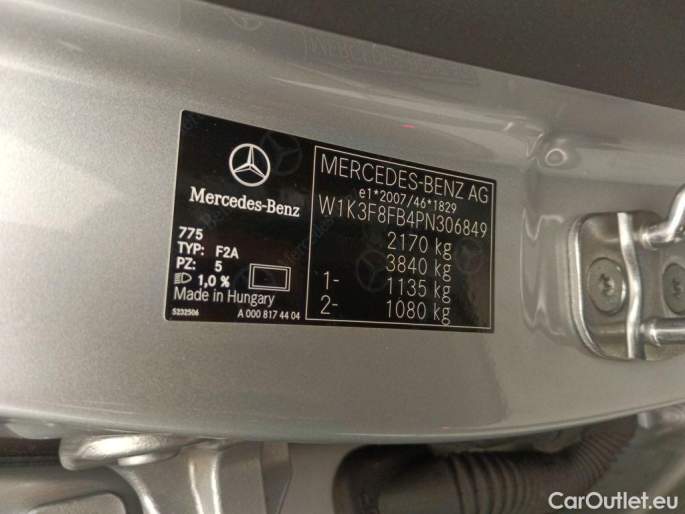 Mercedes-Benz
775
TYP: F2A
PZ: 5
1,0 %
Made in Hungary
5232506
A 000 817 44 04
MERCEDES-BENZ AG
e1*2007/46*1829
W1K3F8FB4PN306849
2170 kg
3840 kg
1- 1135 kg
2- 1080 kg
CarOutlet.eu